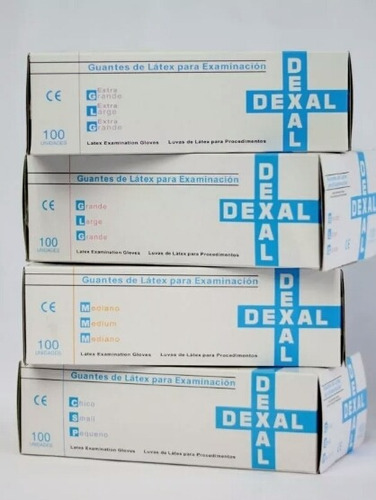 Guantes de Látex para Examinación
CE
Extra
Grande
Extra
Large
Extra
Grande
100
UNIDADES
Latex Examination Gloves Luvas de Látex para Procedimentos
DEXAL
DEXAL
Guantes de Látex para Examinación
CE
Grande
Large
Grande
100
UNIDADES
Latex Examination Gloves Luvas de Látex para Procedimentos
DEXAL
DEXAL
CE
100
Guantes de Látex para Examinación
Mediano
Medium
Mediano
100
UNIDADES
Latex Examination Gloves Luvas de Látex para Procedimentos
DEXAL
DEXAL
Guantes de Látex para Examinación
CE
Chico
Small
Pequeno
100
UNIDADES
Latex Examination Gloves Luvas de Látex para Procedimentos
DEXAL
DEXAL